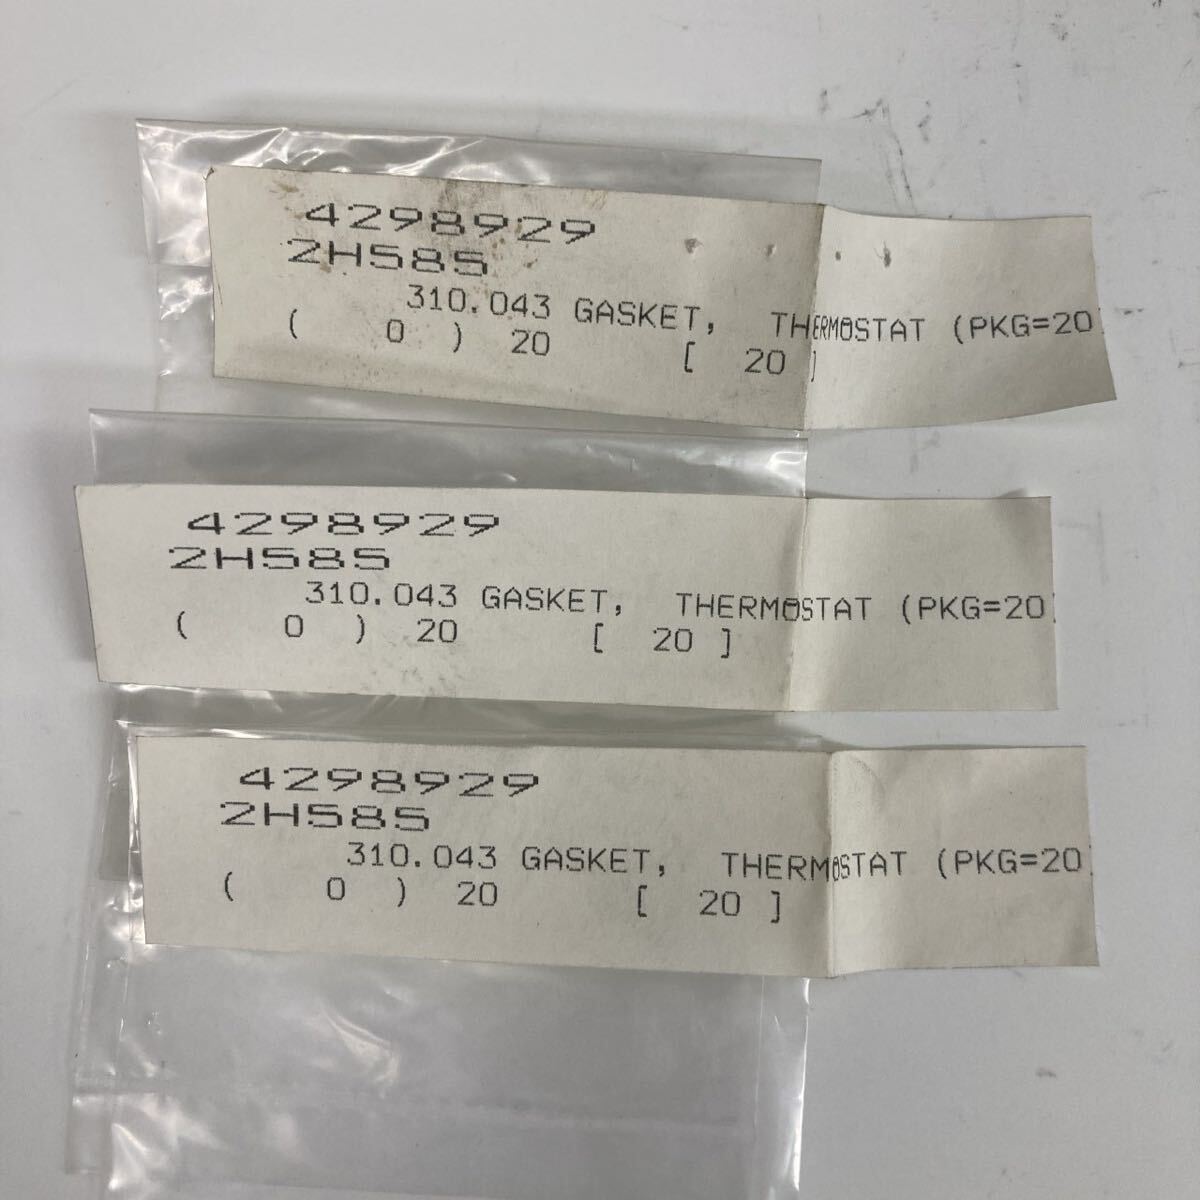 4298929
2H585
310.043 GASKET, THERMOSTAT (PKG=20
( 0 ) 20 [ 20 ]
4298929
2H585
310.043 GASKET, THERMOSTAT (PKG=20
( 0 ) 20 [ 20 ]
4298929
2H585
310.043 GASKET, THERMOSTAT (PKG=20
( 0 ) 20 [ 20 ]